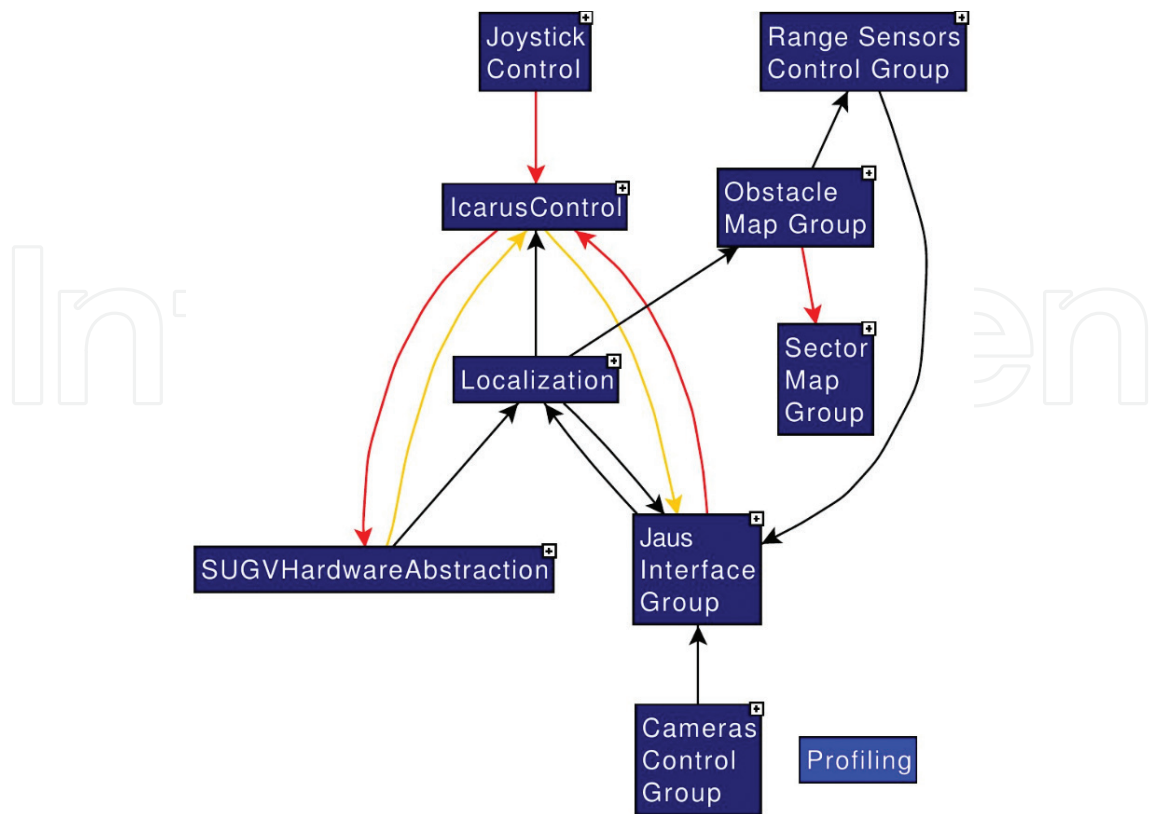 Joystick
Control
Range Sensors
Control Group
IcarusControl
Obstacle
Map Group
Localization
Sector
Map
Group
SUGVHardwareAbstraction
Jaus
Interface
Group
Cameras
Control
Group
Profiling